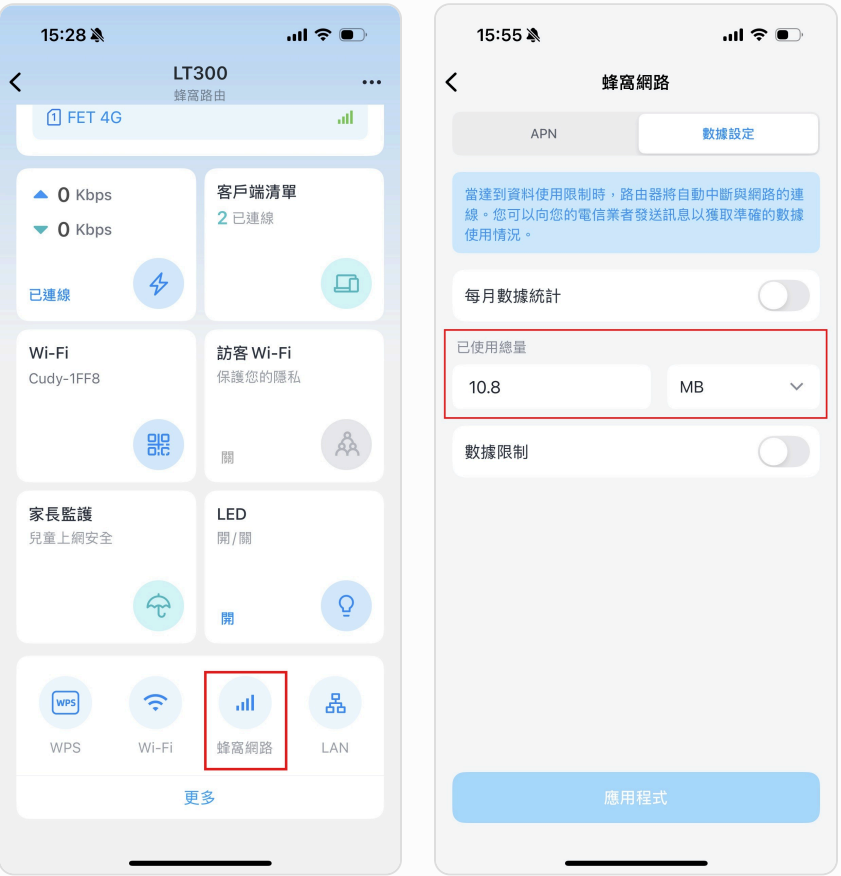 15:28
LT300
蜂窩路由
1 FET 4G
0 Kbps
0 Kbps
已連線
客戶端清單
2 已連線
Wi-Fi
Cudy-1FF8
訪客 Wi-Fi
保護您的隱私
關
家長監護
兒童上網安全
LED
開/關
開
WPS
WPS
Wi-Fi
蜂窩網路
LAN
更多
15:55
蜂窩網路
APN
數據設定
當達到資料使用限制時，路由器將自動中斷與網路的連
線。您可以向您的電信業者發送訊息以獲取準確的數據
使用情況。
每月數據統計
已使用總量
10.8
MB
數據限制
應用程式